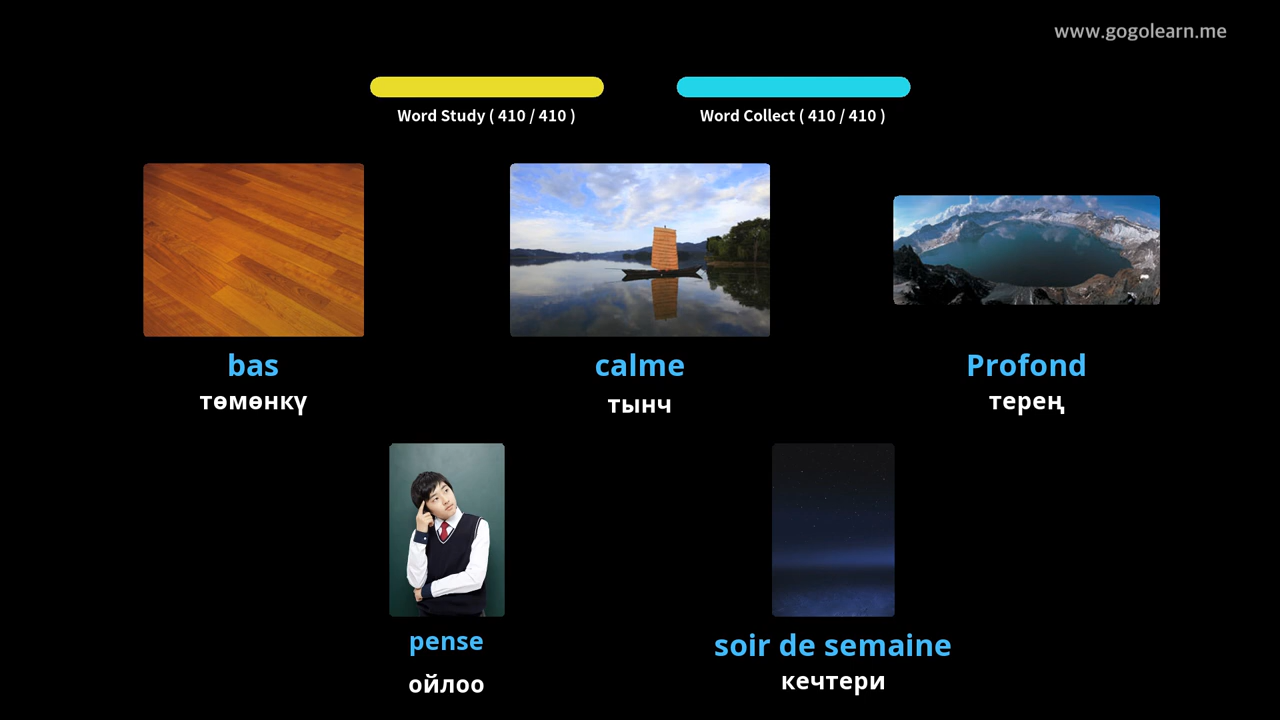 www.gogolearn.me
Word Study ( 410 / 410 )
Word Collect ( 410 / 410 )
bas
calme
Profond
төмөнкү
тынч
терең
pense
soir de semaine
ойлоо
кечтери